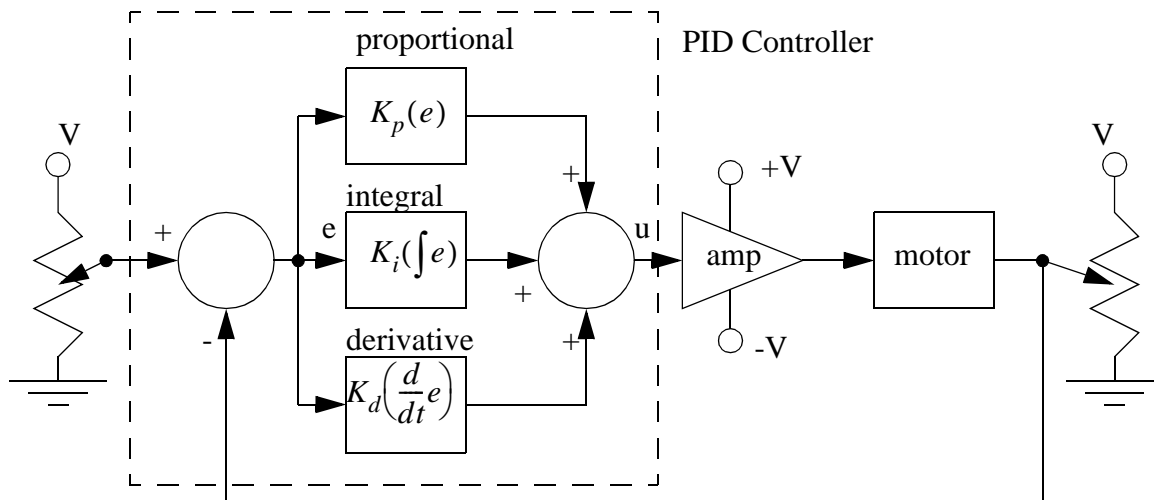 proportional
PID Controller
K_p(e)
V
V
+V
+
integral
+
e
K_i(∫e)
u
amp
motor
+
-
derivative
+
-V
K_d(d/dt e)